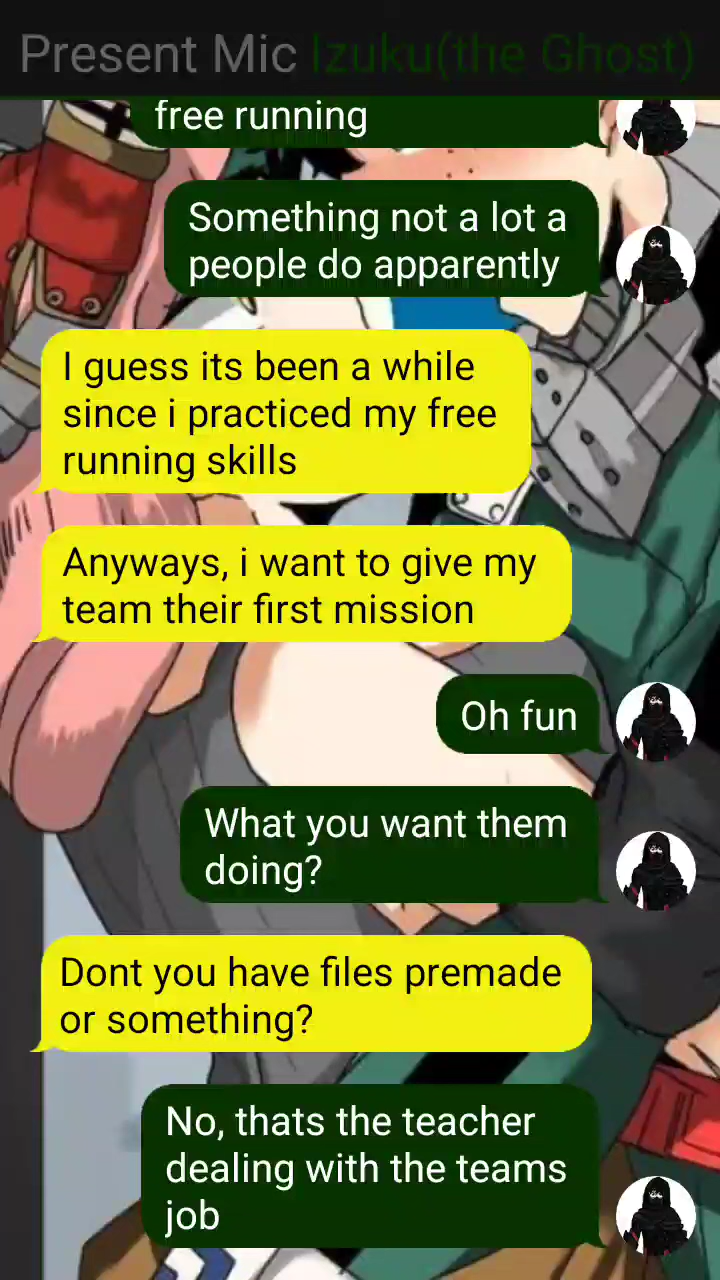 Present Mic Izuku(the Ghost)
free running
Something not a lot a
people do apparently
I guess its been a while
since i practiced my free
running skills
Anyways, i want to give my
team their first mission
Oh fun
What you want them
doing?
Dont you have files premade
or something?
No, thats the teacher
dealing with the teams
job